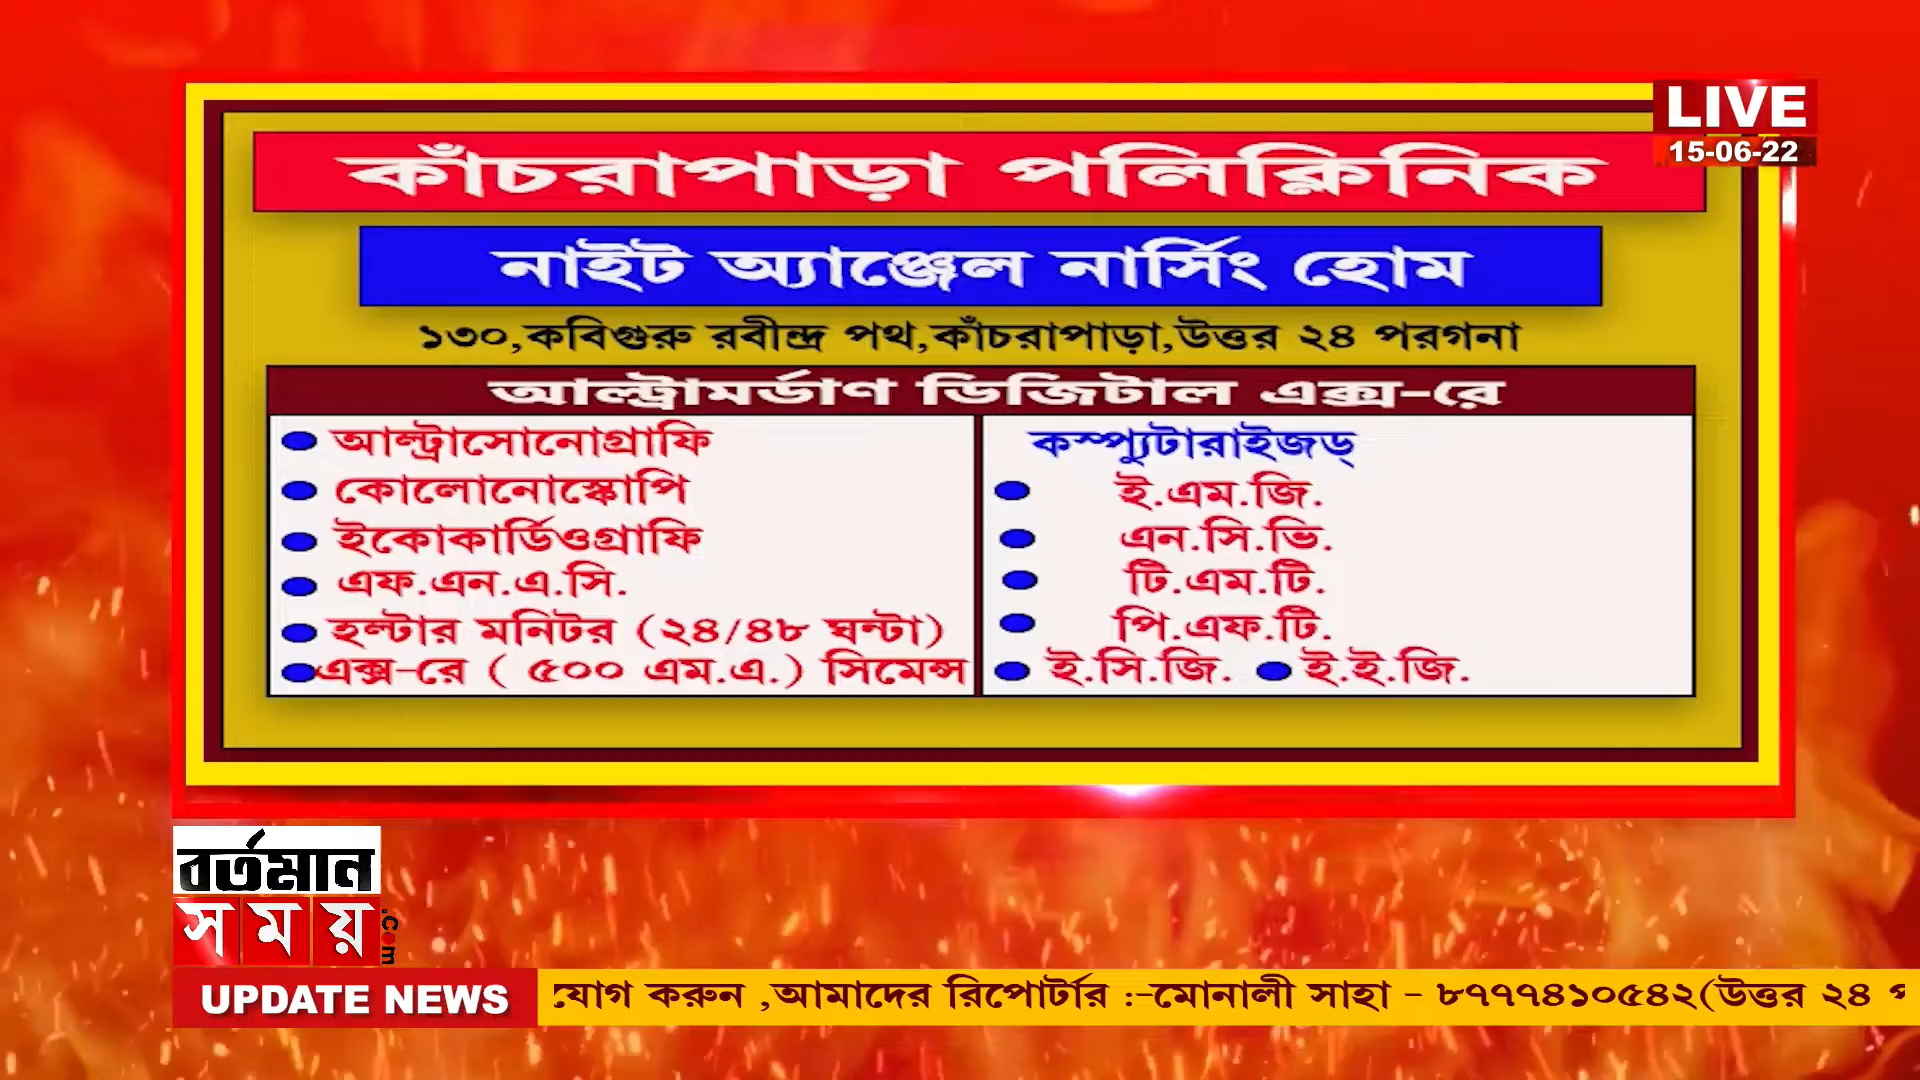 LIVE
15-06-22
কাঁচরাপাড়া পলিক্লিনিক
নাইট অ্যাঞ্জেল নার্সিং হোম
১৩০,কবিগুরু রবীন্দ্র পথ,কাঁচরাপাড়া,উত্তর ২৪ পরগনা
আল্ট্রামর্ডাণ ডিজিটাল এক্স-রে
আল্ট্রাসোনোগ্রাফি
কোলোনোস্কোপি
ইকোকার্ডিওগ্রাফি
এফ.এন.এ.সি.
হল্টার মনিটর (২৪/৪৮ ঘন্টা)
এক্স-রে ( ৫০০ এম.এ.) সিমেন্স
কম্প্যুটারাইজড্
ই.এম.জি.
এন.সি.ভি.
টি.এম.টি.
পি.এফ.টি.
ই.সি.জি. ই.ই.জি.
বর্তমান
সময়
.com
UPDATE NEWS
যোগ করুন ,আমাদের রিপোর্টার :-মোনালী সাহা - ৮৭৭৭৪১০৫৪২(উত্তর ২৪